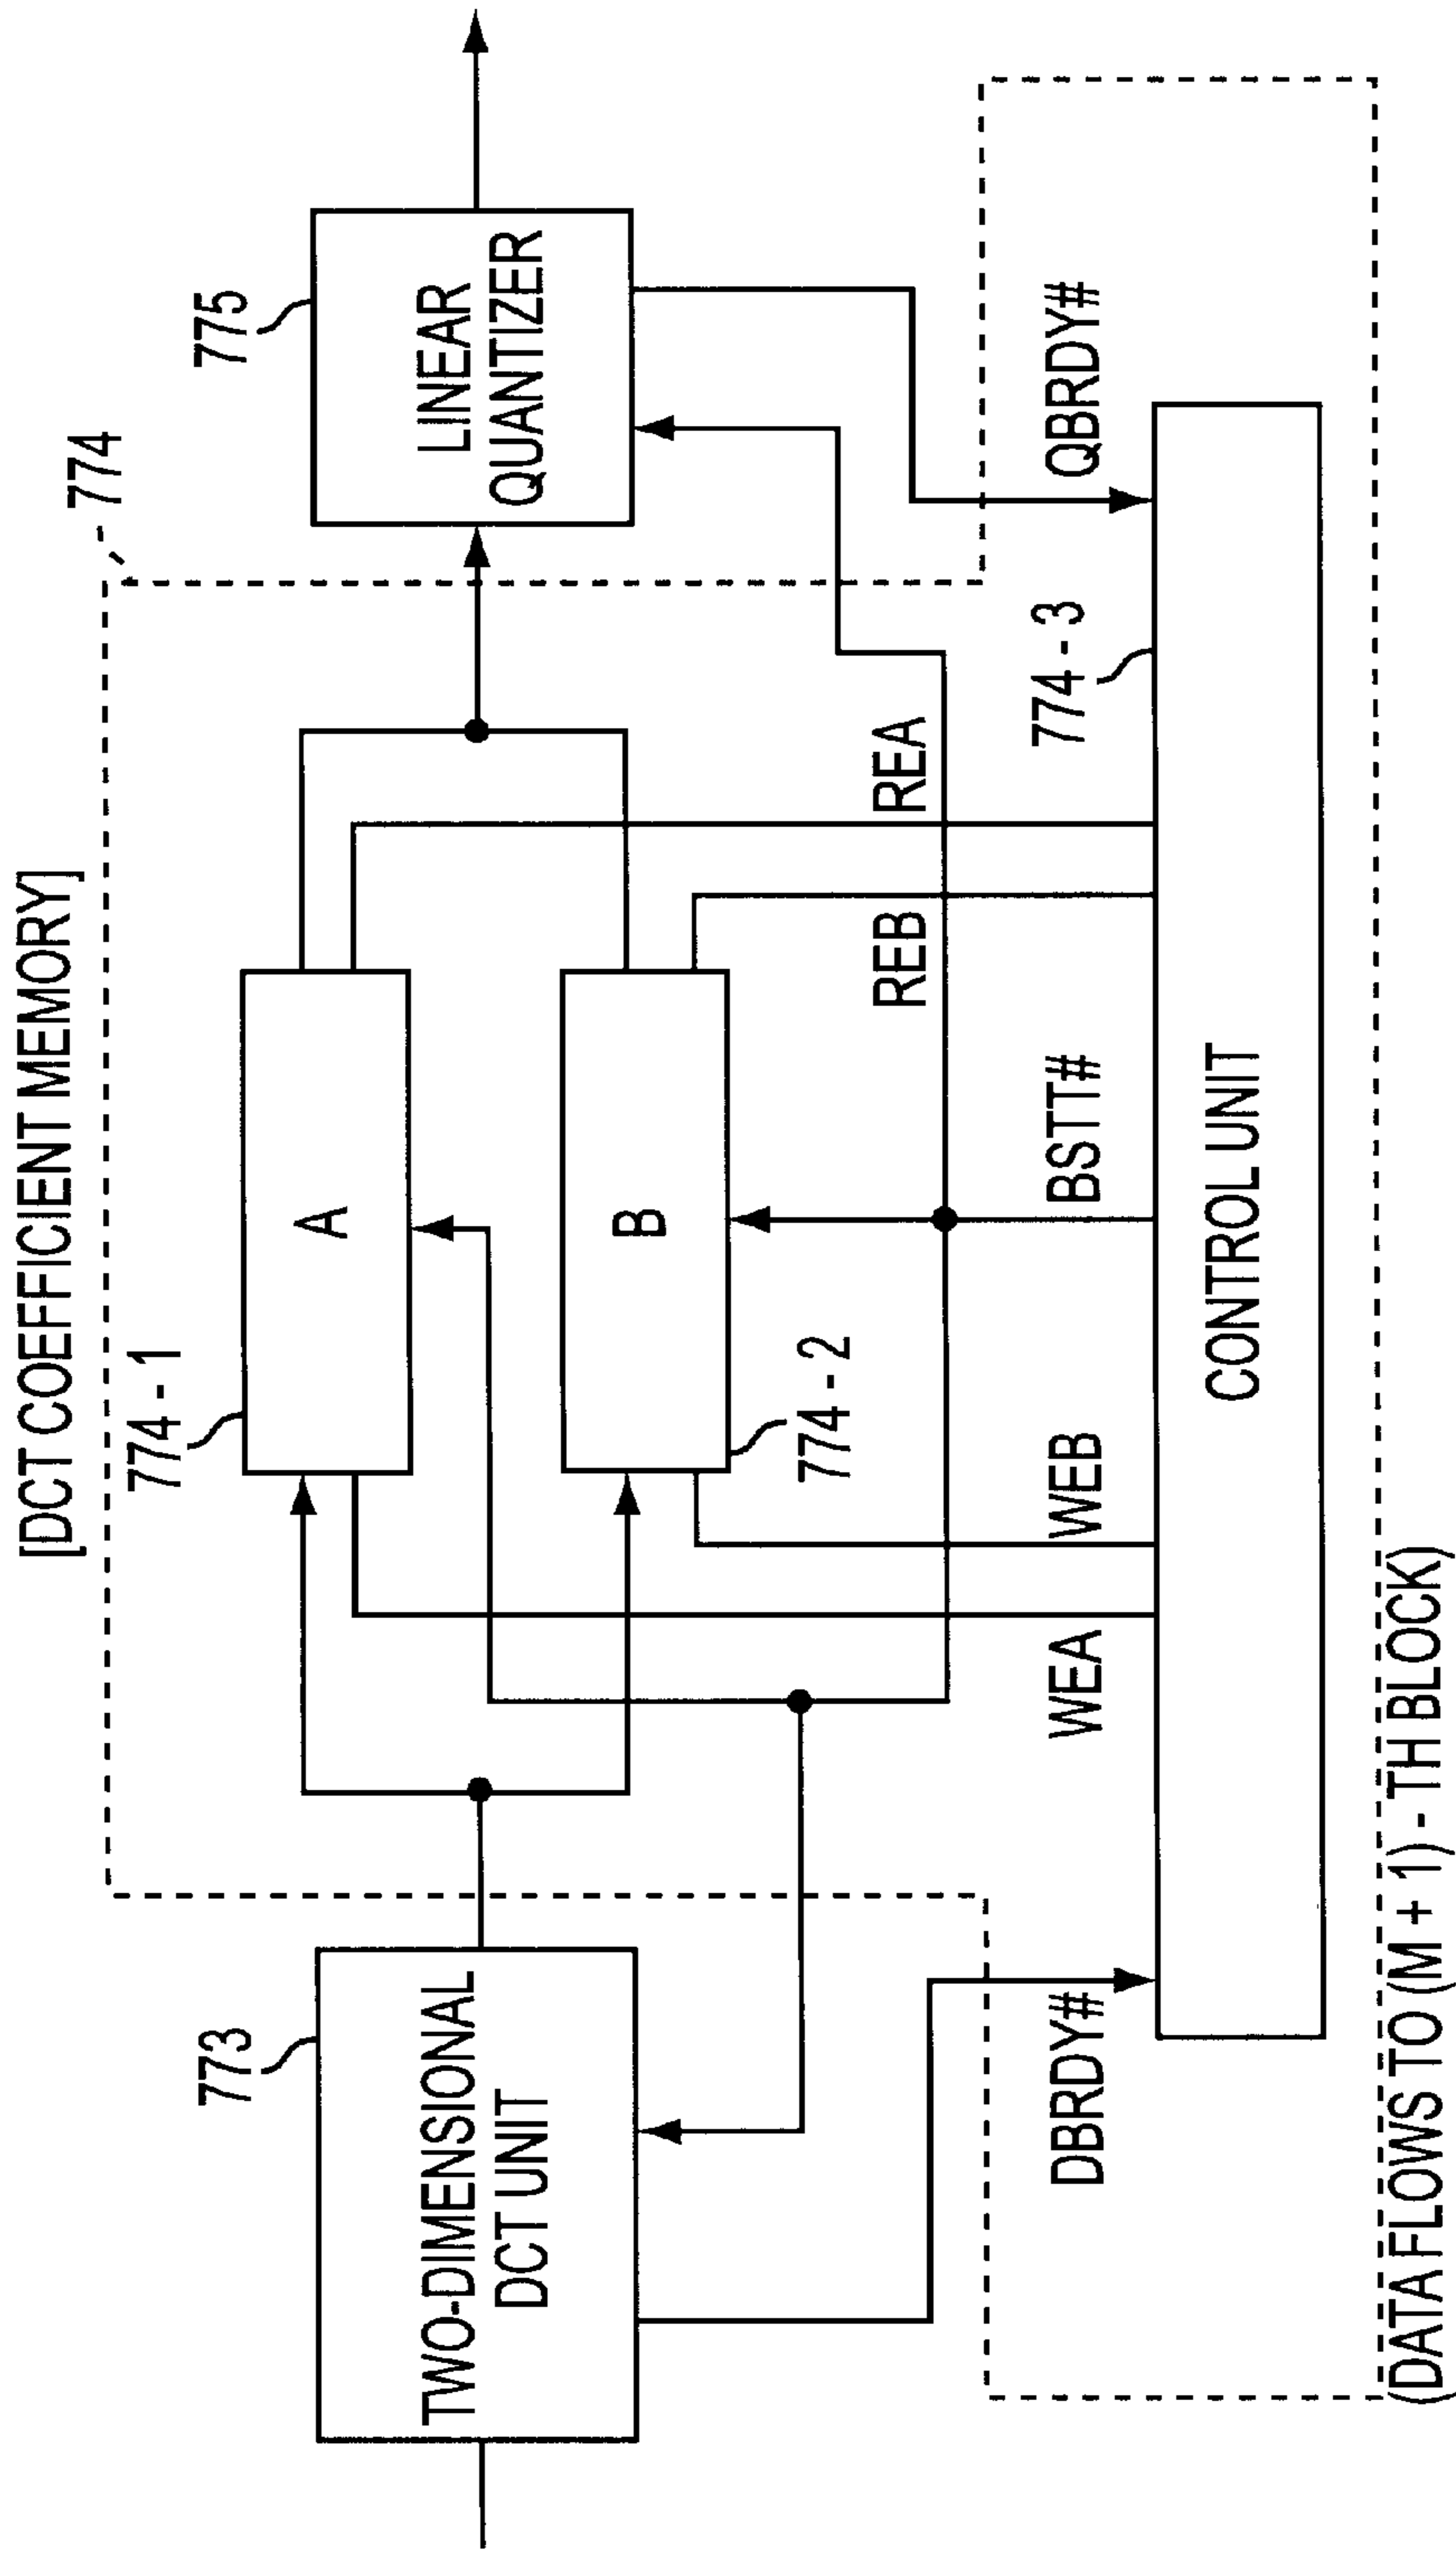 [DCT COEFFICIENT MEMORY]
774
773
TWO-DIMENSIONAL
DCT UNIT
774 - 1
A
774 - 2
B
775
LINEAR
QUANTIZER
REB
REA
DBRDY#
WEA
WEB
BSTT#
774 - 3
QBRDY#
CONTROL UNIT
(DATA FLOWS TO (M + 1) - TH BLOCK)